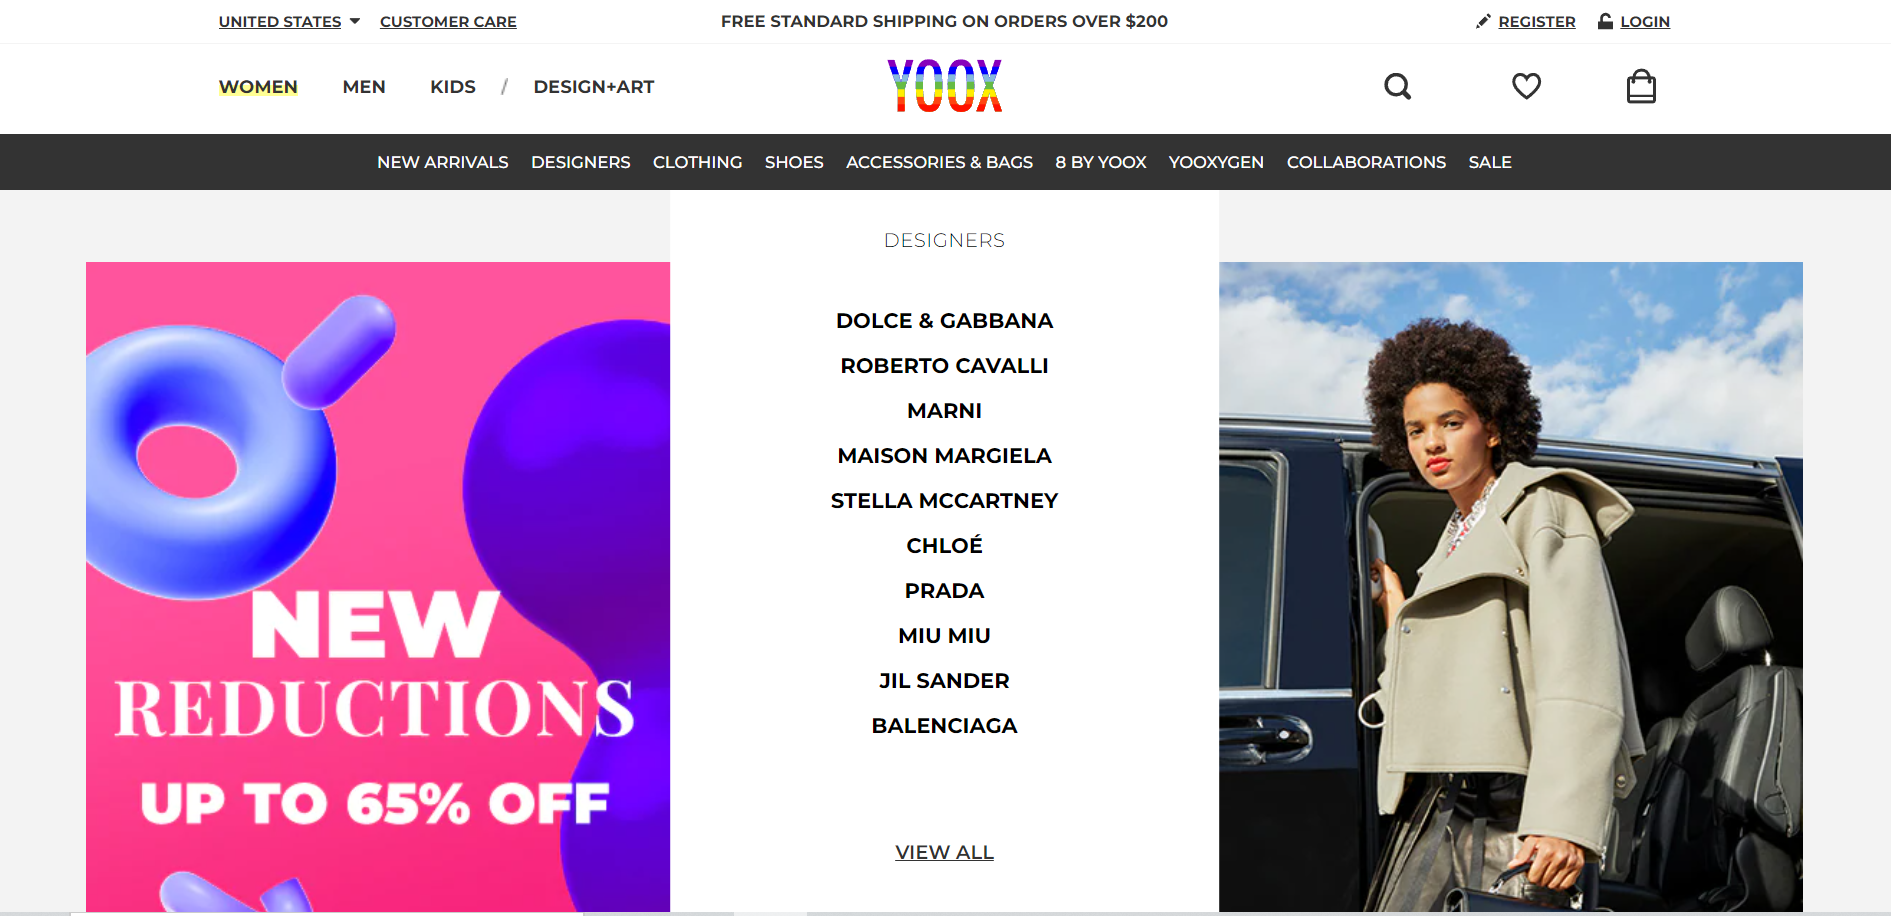 UNITED STATES CUSTOMER CARE FREE STANDARD SHIPPING ON ORDERS OVER $200 REGISTER LOGIN
WOMEN MEN KIDS / DESIGN+ART YOOX
NEW ARRIVALS DESIGNERS CLOTHING SHOES ACCESSORIES & BAGS 8 BY YOOX YOOXYGEN COLLABORATIONS SALE
NEW
REDUCTIONS
UP TO 65% OFF
DESIGNERS
DOLCE & GABBANA
ROBERTO CAVALLI
MARNI
MAISON MARGIELA
STELLA MCCARTNEY
CHLOÉ
PRADA
MIU MIU
JIL SANDER
BALENCIAGA
VIEW ALL